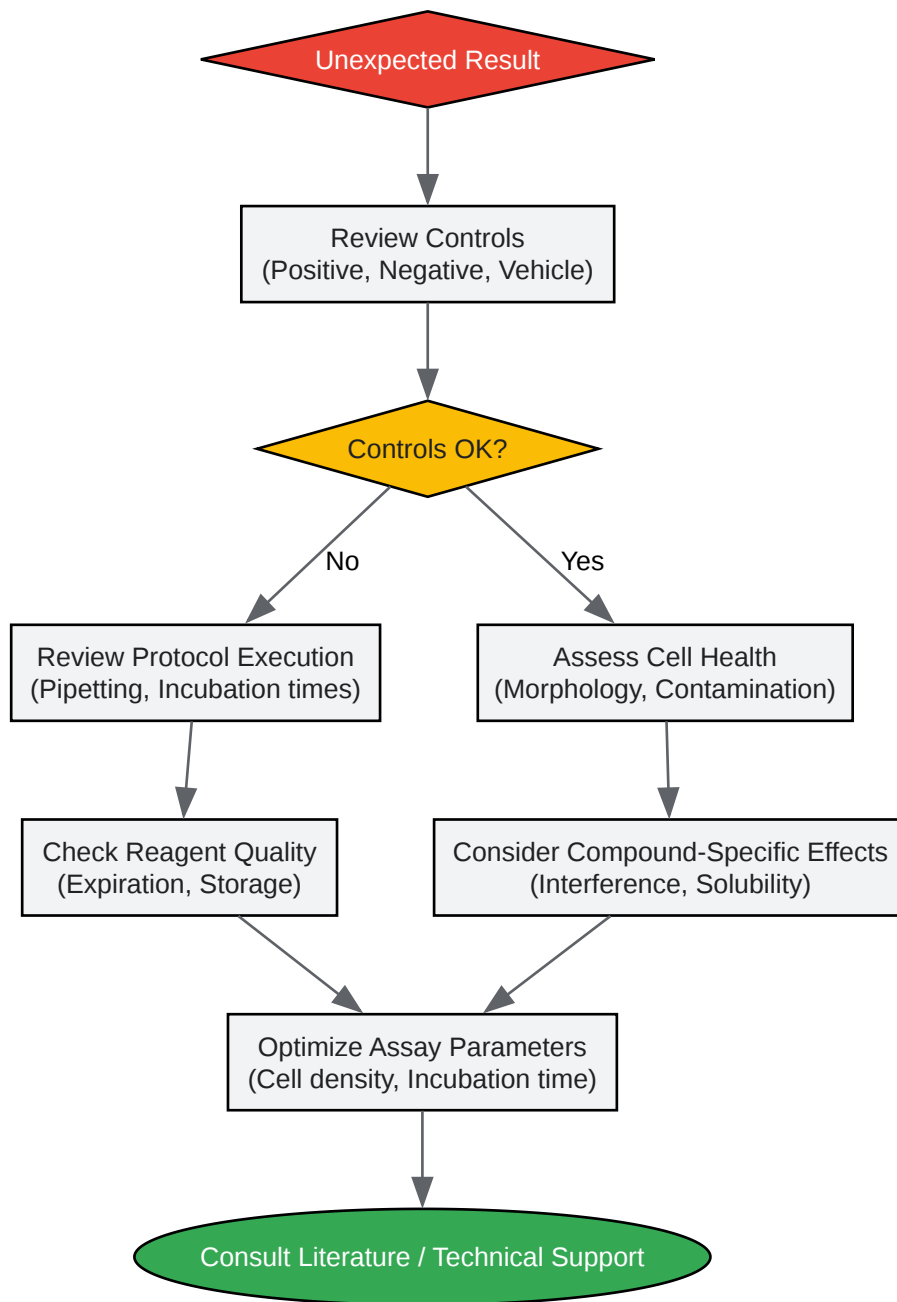 Unexpected Result
Review Controls
(Positive, Negative, Vehicle)
Controls OK?
No
Yes
Review Protocol Execution
(Pipetting, Incubation times)
Assess Cell Health
(Morphology, Contamination)
Check Reagent Quality
(Expiration, Storage)
Consider Compound-Specific Effects
(Interference, Solubility)
Optimize Assay Parameters
(Cell density, Incubation time)
Consult Literature / Technical Support